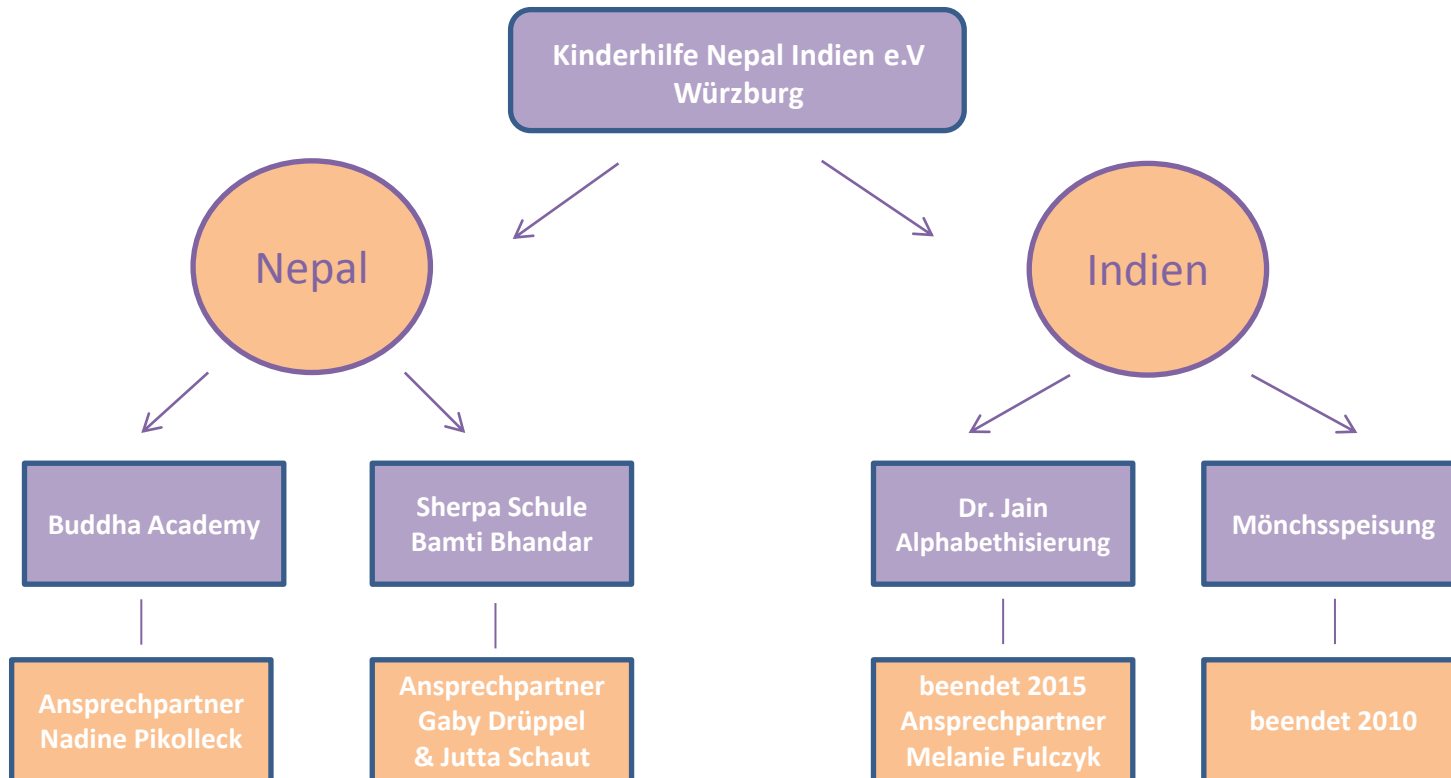 Kinderhilfe Nepal Indien e.V
Würzburg
Nepal
Indien
Buddha Academy
Sherpa Schule
Bamti Bhandar
Dr. Jain
Alphabethisierung
Mönchsspeisung
Ansprechpartner
Nadine Pikolleck
Ansprechpartner
Gaby Drüppel
& Jutta Schaut
beendet 2015
Ansprechpartner
Melanie Fulczyk
beendet 2010